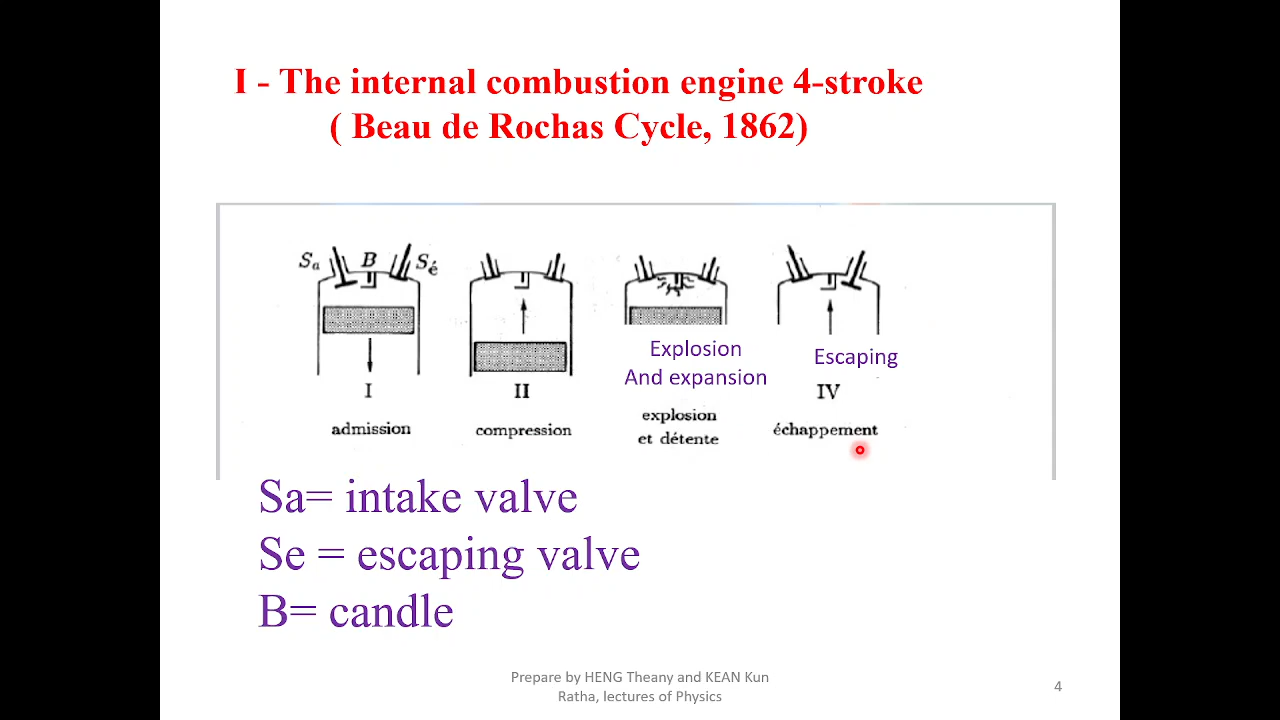 I - The internal combustion engine 4-stroke
( Beau de Rochas Cycle, 1862)
Sa B Sé
Explosion
And expansion
Escaping
I II IV
admission compression explosion
et détente échappement
Sa= intake valve
Se = escaping valve
B= candle
Prepare by HENG Theany and KEAN Kun
Ratha, lectures of Physics
4